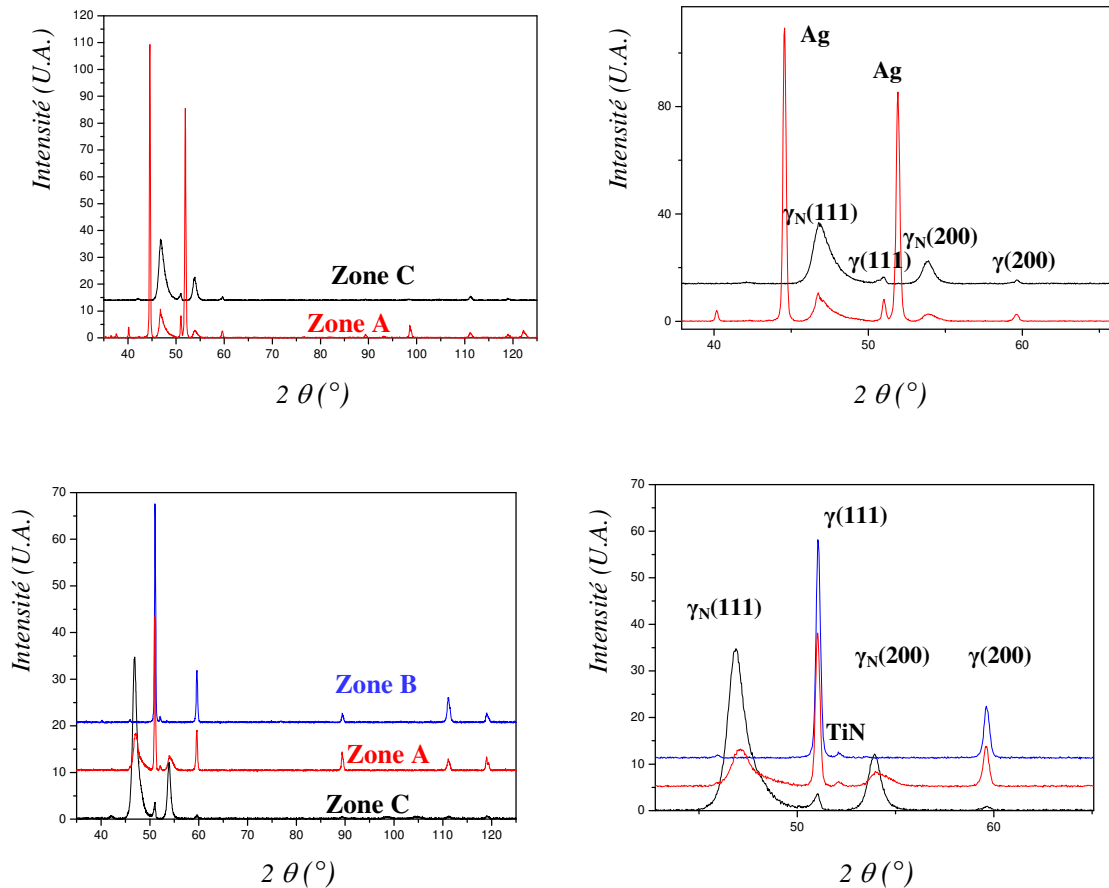 Intensité (U.A.)
120
110
100
90
80
70
60
50
40
30
20
10
10
5
0
Zone C
Zone A
40 50 60 70 80 90 100 110 120
2 θ (°)
Intensité (U.A.)
80
40
0
Ag
Ag
γN(111)
γ(111)
γN(200)
γ(200)
40 50 60
2 θ (°)
Intensité (U.A.)
70
60
50
40
30
20
10
0
Zone B
Zone A
Zone C
40 50 60 70 80 90 100 110 120
2 θ (°)
Intensité (U.A.)
70
60
50
40
30
20
10
0
γ(111)
γN(111)
γN(200)
γ(200)
TiN
50 60
2 θ (°)